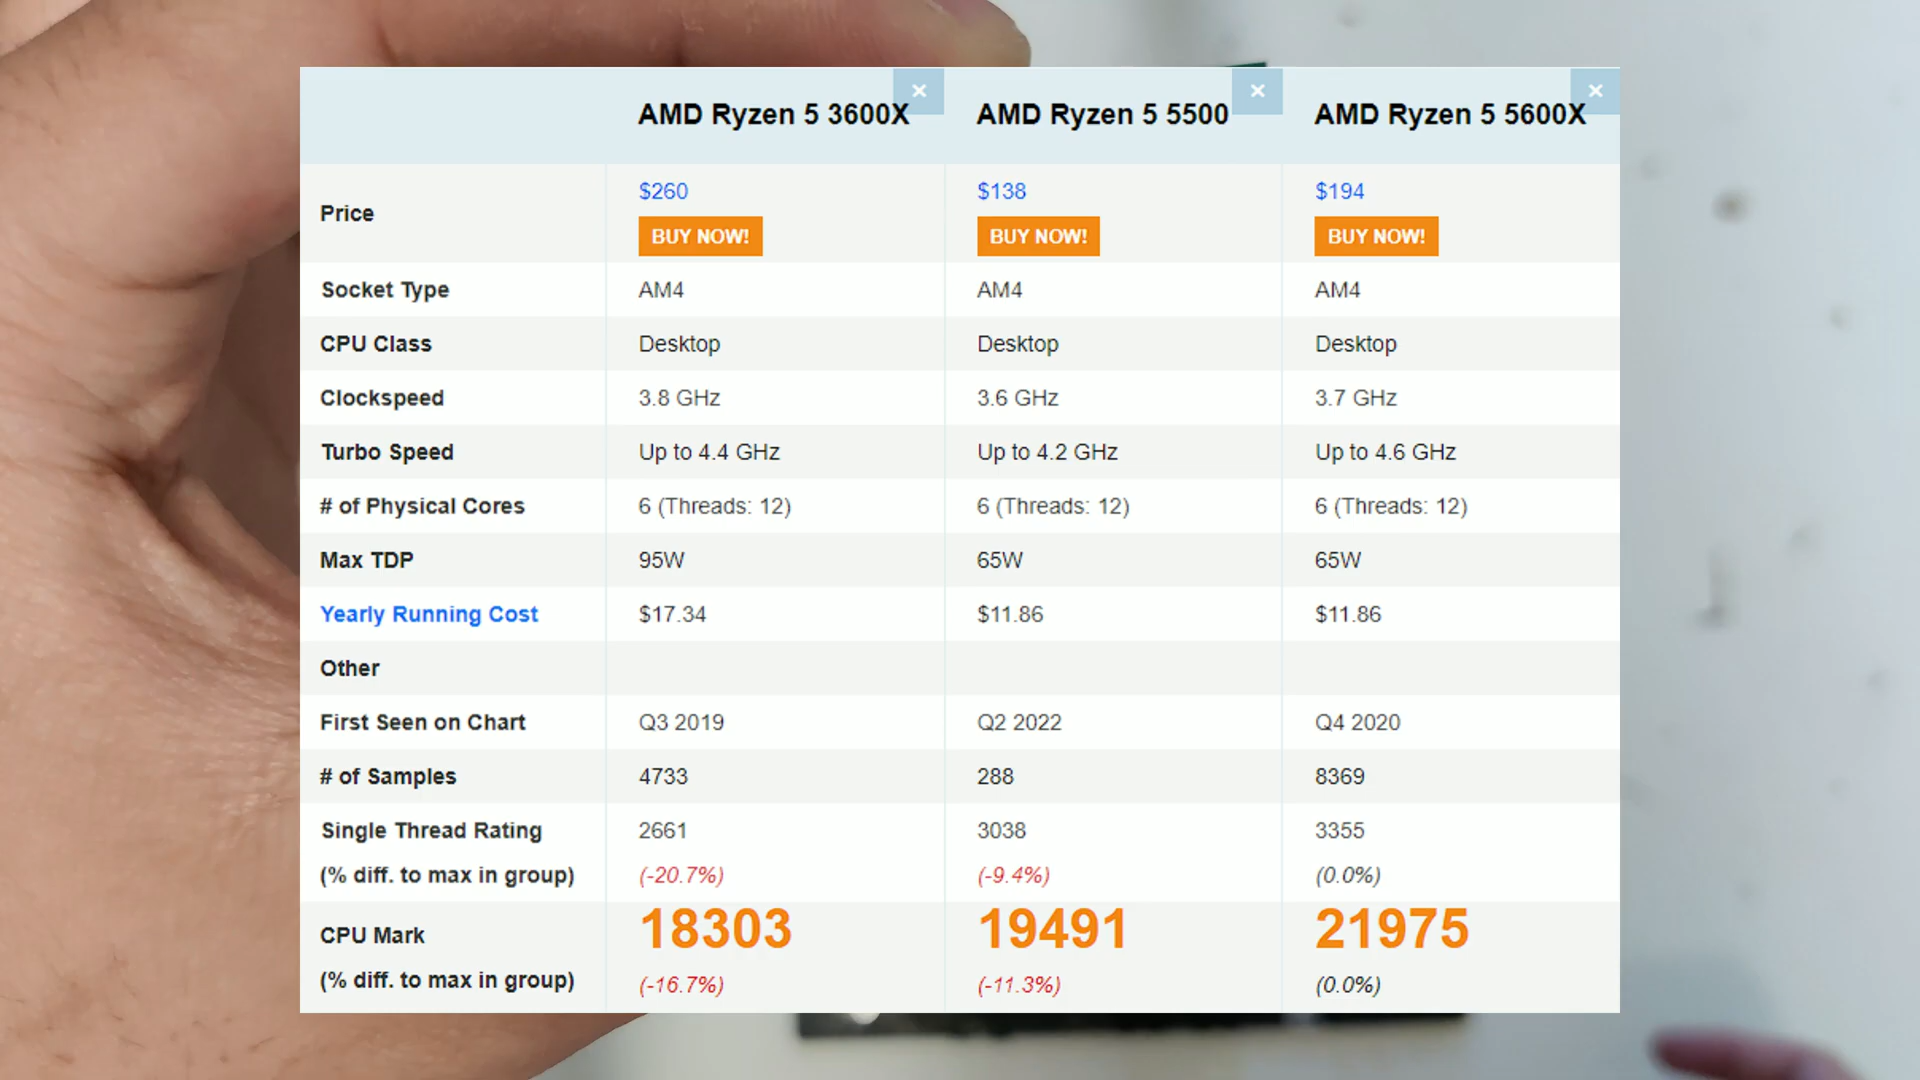 × × ×
AMD Ryzen 5 3600X AMD Ryzen 5 5500 AMD Ryzen 5 5600X
Price $260 $138 $194
BUY NOW! BUY NOW! BUY NOW!
Socket Type AM4 AM4 AM4
CPU Class Desktop Desktop Desktop
Clockspeed 3.8 GHz 3.6 GHz 3.7 GHz
Turbo Speed Up to 4.4 GHz Up to 4.2 GHz Up to 4.6 GHz
# of Physical Cores 6 (Threads: 12) 6 (Threads: 12) 6 (Threads: 12)
Max TDP 95W 65W 65W
Yearly Running Cost $17.34 $11.86 $11.86
Other
First Seen on Chart Q3 2019 Q2 2022 Q4 2020
# of Samples 4733 288 8369
Single Thread Rating 2661 3038 3355
(% diff. to max in group) (-20.7%) (-9.4%) (0.0%)
CPU Mark 18303 19491 21975
(% diff. to max in group) (-16.7%) (-11.3%) (0.0%)